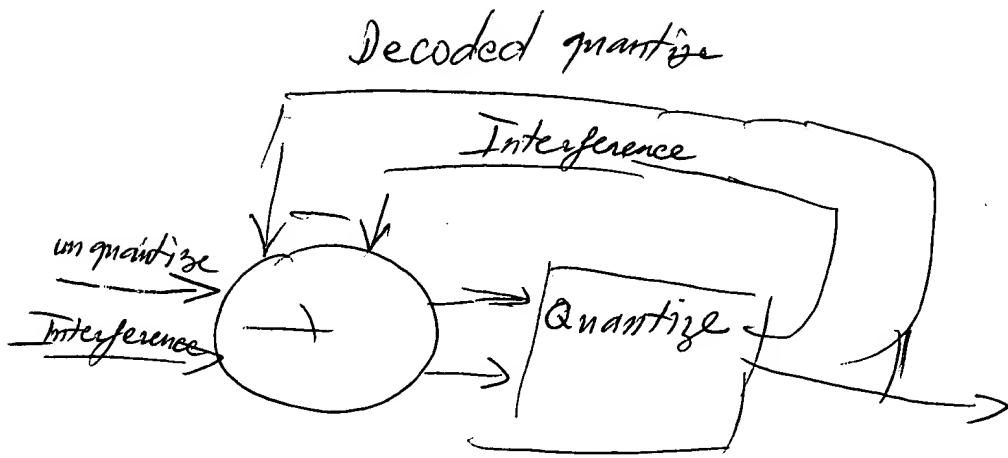 Decoded quantize
Interference
unquantize
Interference
Quantize